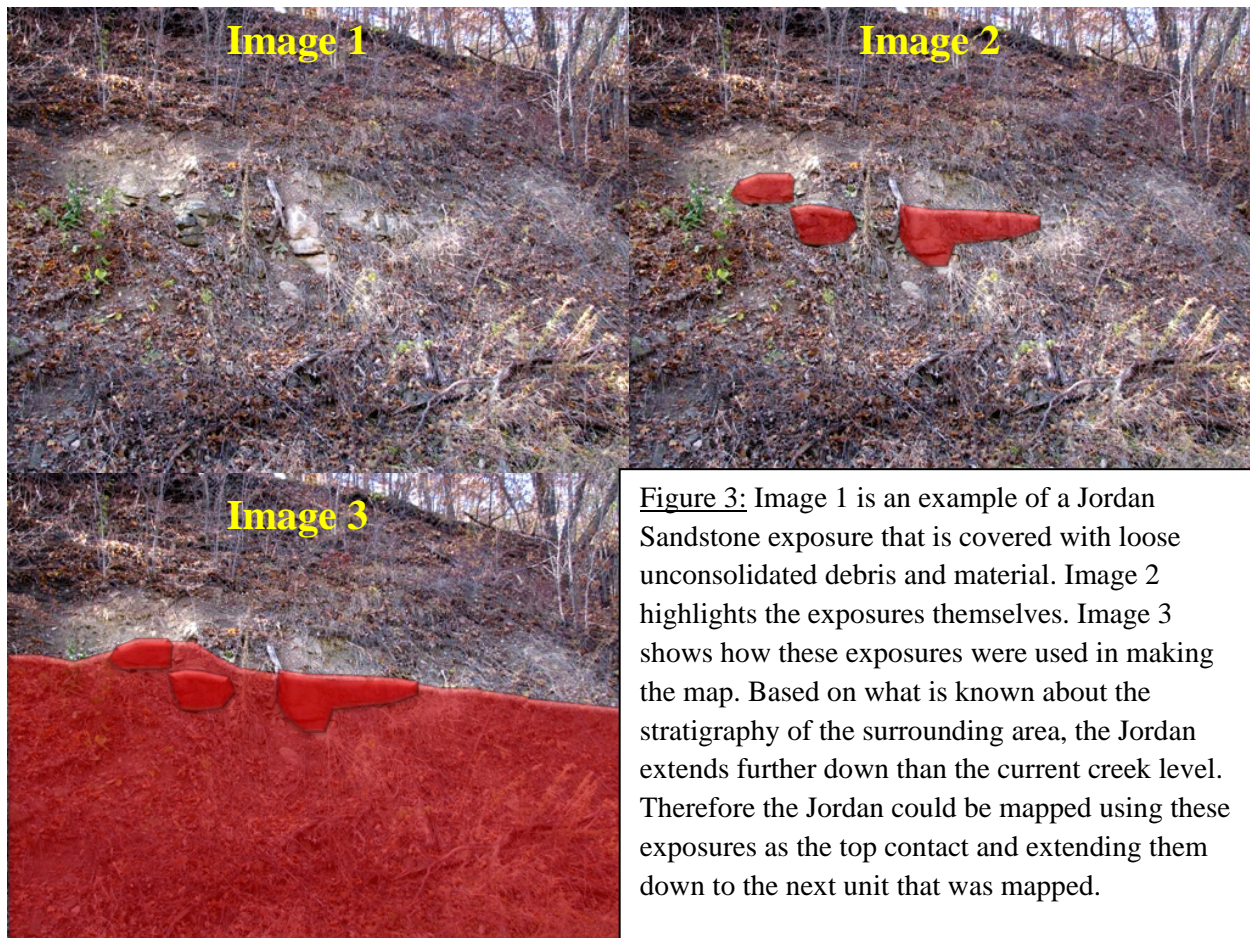 Image 1
Image 2
Image 3
Figure 3: Image 1 is an example of a Jordan
Sandstone exposure that is covered with loose
unconsolidated debris and material. Image 2
highlights the exposures themselves. Image 3
shows how these exposures were used in making
the map. Based on what is known about the
stratigraphy of the surrounding area, the Jordan
extends further down than the current creek level.
Therefore the Jordan could be mapped using these
exposures as the top contact and extending them
down to the next unit that was mapped.